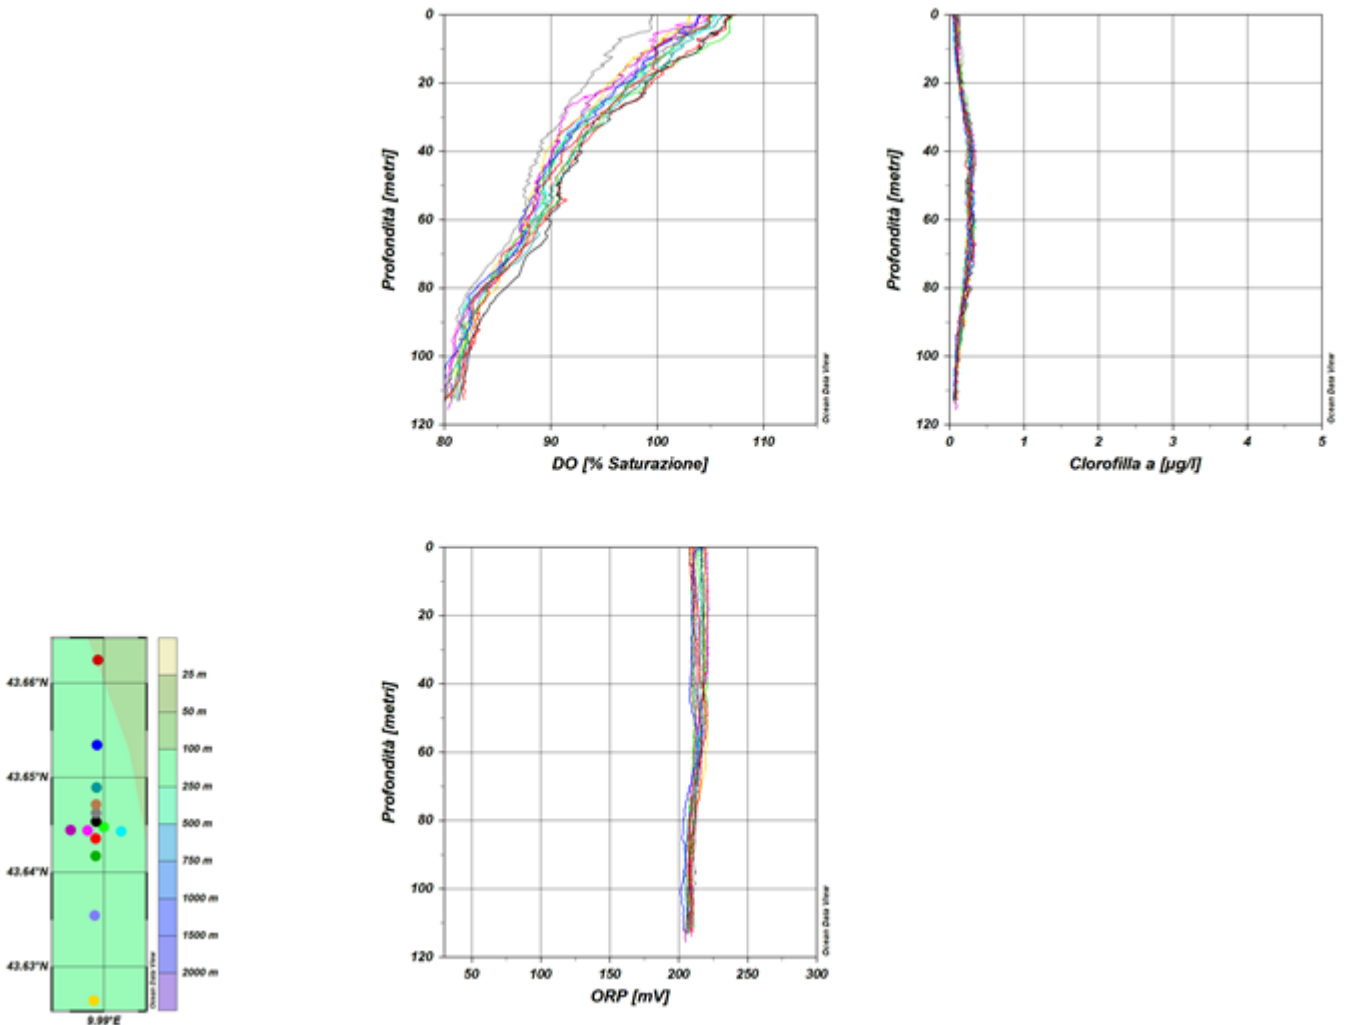 0
20
40
60
80
100
120
Profondità [metri]
80 90 100 110
DO [% Saturazione]
Ocean Data View
0
20
40
60
80
100
120
Profondità [metri]
0 1 2 3 4 5
Clorofilla a [µg/l]
Ocean Data View
0
20
40
60
80
100
120
Profondità [metri]
50 100 150 200 250 300
ORP [mV]
Ocean Data View
43.66°N
43.65°N
43.64°N
43.63°N
9.99°E
Ocean Data View
25 m
50 m
100 m
250 m
500 m
750 m
1000 m
1500 m
2000 m